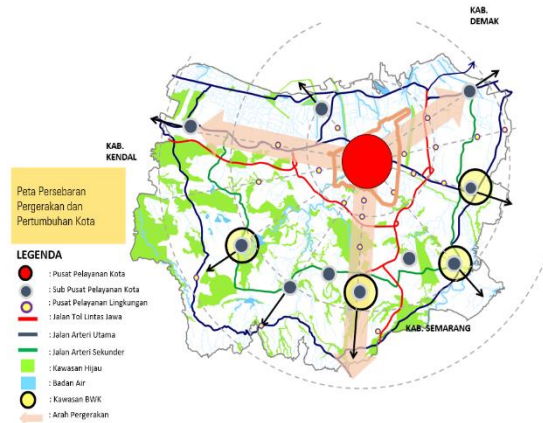 KAB.
DEMAK
KAB.
KENDAL
Peta Persebaran
Pergerakan dan
Pertumbuhan Kota
LEGENDA
: Pusat Pelayanan Kota
: Sub Pusat Pelayanan Kota
: Pusat Pelayanan Lingkungan
: Jalan Tol Lintas Jawa
: Jalan Arteri Utama
: Jalan Arteri Sekunder
: Kawasan Hijau
: Badan Air
: Kawasan BWK
: Arah Pergerakan
KAB. SEMARANG